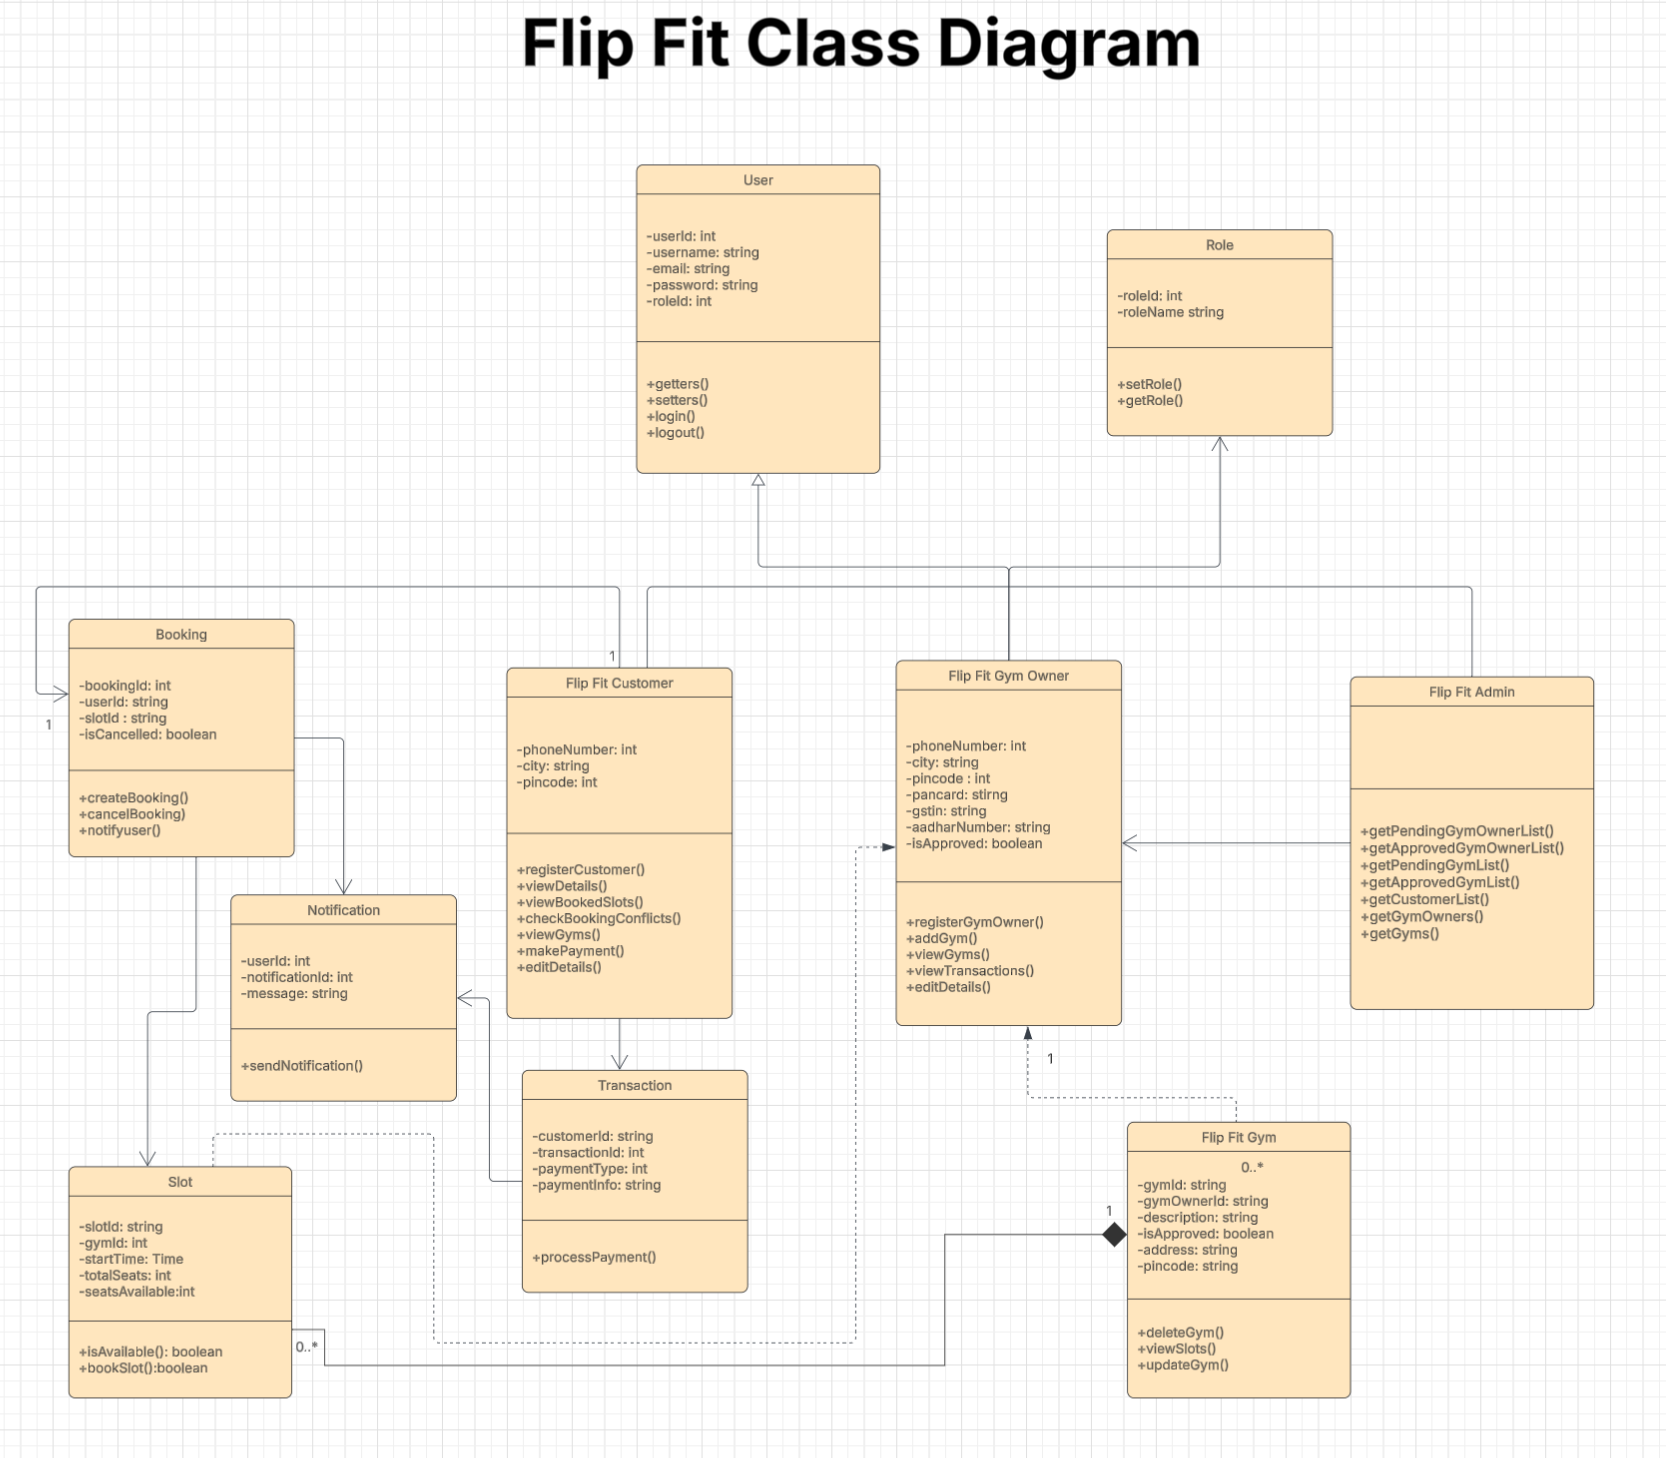 Flip Fit Class Diagram
User
-userId: int
-username: string
-email: string
-password: string
-roleId: int
+getters()
+setters()
+login()
+logout()
Role
-roleId: int
-roleName string
+setRole()
+getRole()
Booking
-bookingId: int
-userId: string
-slotId : string
-isCancelled: boolean
+createBooking()
+cancelBooking)
+notifyuser()
1
1
Flip Fit Customer
-phoneNumber: int
-city: string
-pincode: int
+registerCustomer()
+viewDetails()
+viewBookedSlots()
+checkBookingConflicts()
+viewGyms()
+makePayment()
+editDetails()
Flip Fit Gym Owner
-phoneNumber: int
-city: string
-pincode : int
-pancard: stirng
-gstin: string
-aadharNumber: string
-isApproved: boolean
+registerGymOwner()
+addGym()
+viewGyms()
+viewTransactions()
+editDetails()
Flip Fit Admin
+getPendingGymOwnerList()
+getApprovedGymOwnerList()
+getPendingGymList()
+getApprovedGymList()
+getCustomerList()
+getGymOwners()
+getGyms()
Notification
-userId: int
-notificationId: int
-message: string
+sendNotification()
Transaction
-customerId: string
-transactionId: int
-paymentType: int
-paymentInfo: string
+processPayment()
1
Flip Fit Gym
0..*
-gymId: string
-gymOwnerId: string
-description: string
-isApproved: boolean
-address: string
-pincode: string
+deleteGym()
+viewSlots()
+updateGym()
1
Slot
-slotId: string
-gymId: int
-startTime: Time
-totalSeats: int
-seatsAvailable:int
+isAvailable(): boolean
+bookSlot():boolean
0..*